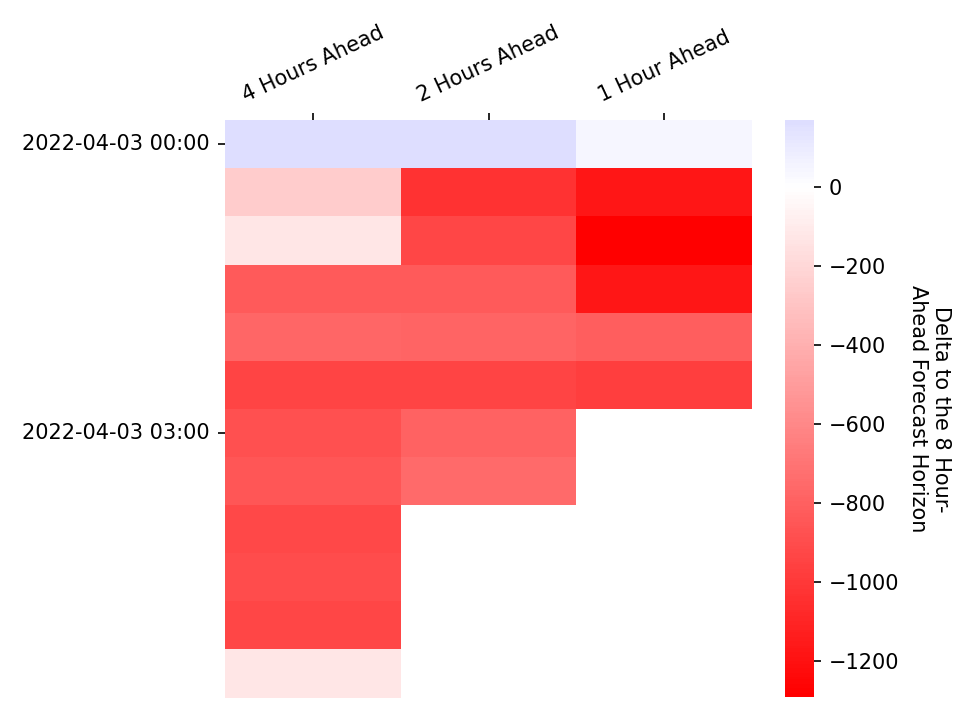 4 Hours Ahead
2 Hours Ahead
1 Hour Ahead
2022-04-03 00:00
2022-04-03 03:00
0
−200
−400
−600
−800
−1000
−1200
Delta to the 8 Hour-
Ahead Forecast Horizon